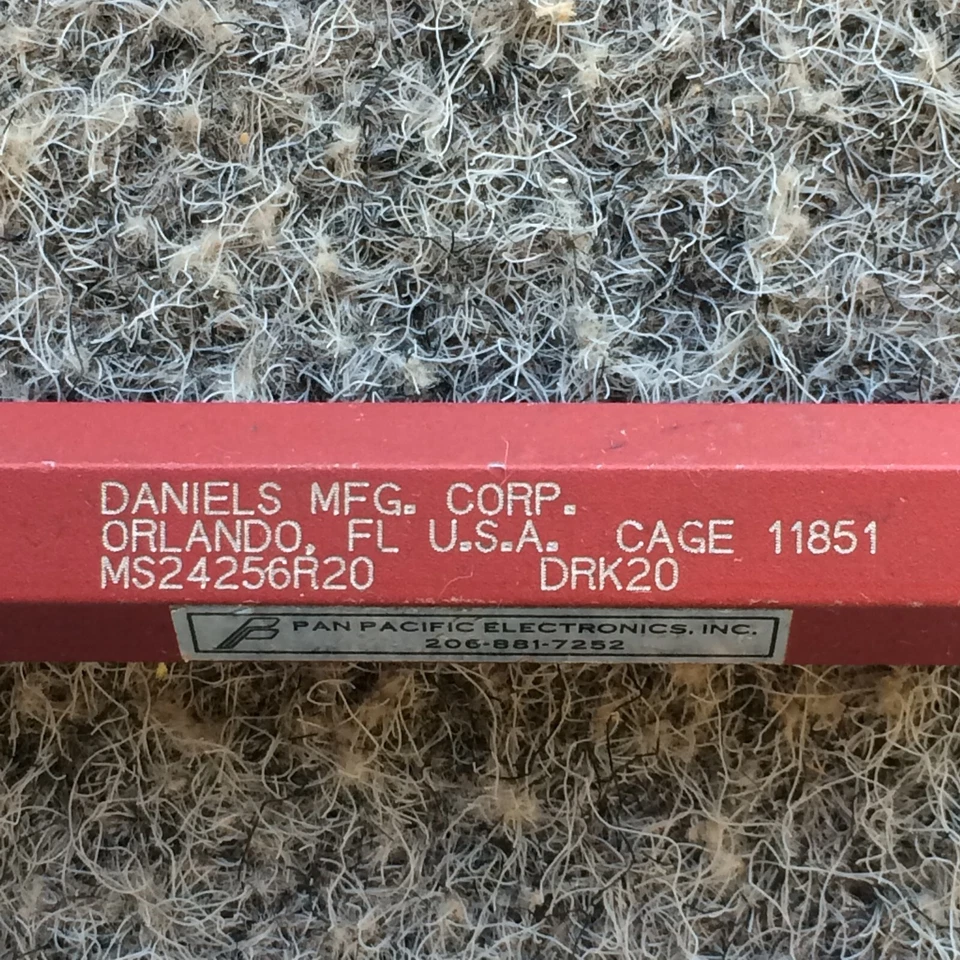 DANIELS MFG. CORP.
ORLANDO, FL U.S.A. CAGE 11851
MS24256R20 DRK20
PAN PACIFIC ELECTRONICS, INC.
206-881-7252